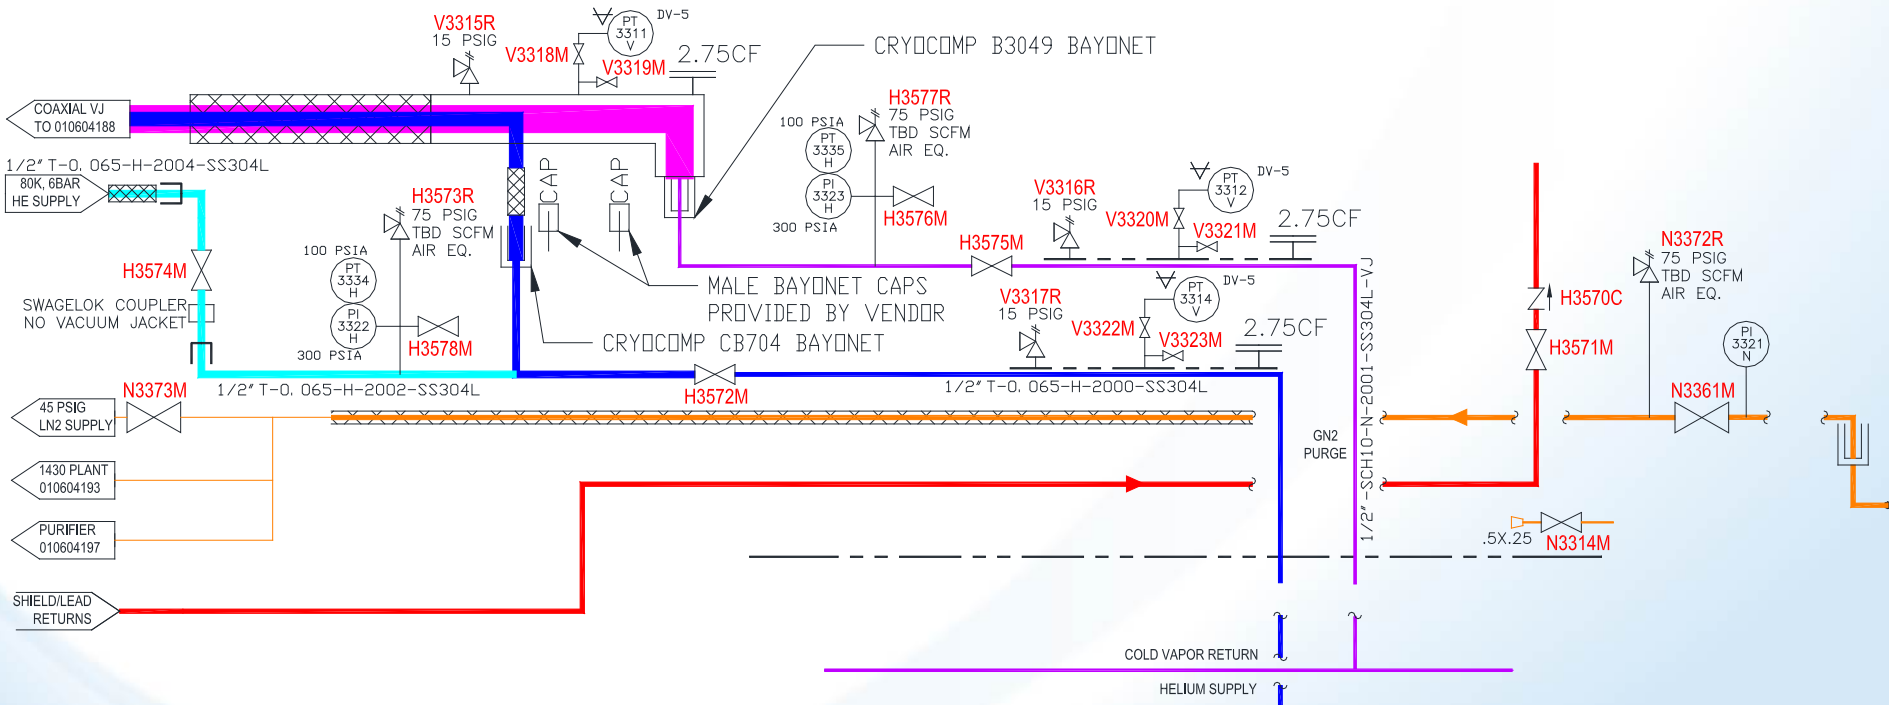 V3315R
15 PSIG
V3318M
PT
3311
V
DV-5
V3319M
2.75CF
CRYOCOMP B3049 BAYONET
COAXIAL VJ
TO 010604188
1/2" T-0. 065-H-2004-SS304L
80K, 6BAR
HE SUPPLY
CAP
CAP
H3573R
75 PSIG
TBD SCFM
AIR EQ.
100 PSIA
PT
3334
H
PI
3322
H
300 PSIA
H3578M
H3574M
SWAGELOK COUPLER
NO VACUUM JACKET
MALE BAYONET CAPS
PROVIDED BY VENDOR
CRYOCOMP CB704 BAYONET
100 PSIA
PT
3335
H
PI
3323
H
300 PSIA
H3577R
75 PSIG
TBD SCFM
AIR EQ.
H3576M
H3575M
V3316R
15 PSIG
V3320M
PT
3312
V
DV-5
V3321M
2.75CF
V3317R
15 PSIG
V3322M
PT
3314
V
DV-5
V3323M
2.75CF
1/2" T-0. 065-H-2002-SS304L
H3572M
1/2" T-0. 065-H-2000-SS304L
1/2"-SCH10-N-2001-SS304L-VJ
N3373M
45 PSIG
LN2 SUPPLY
1430 PLANT
010604193
PURIFIER
010604197
SHIELD/LEAD
RETURNS
GN2
PURGE
H3570C
H3571M
N3372R
75 PSIG
TBD SCFM
AIR EQ.
PI
3321
N
N3361M
.5X.25
N3314M
COLD VAPOR RETURN
HELIUM SUPPLY